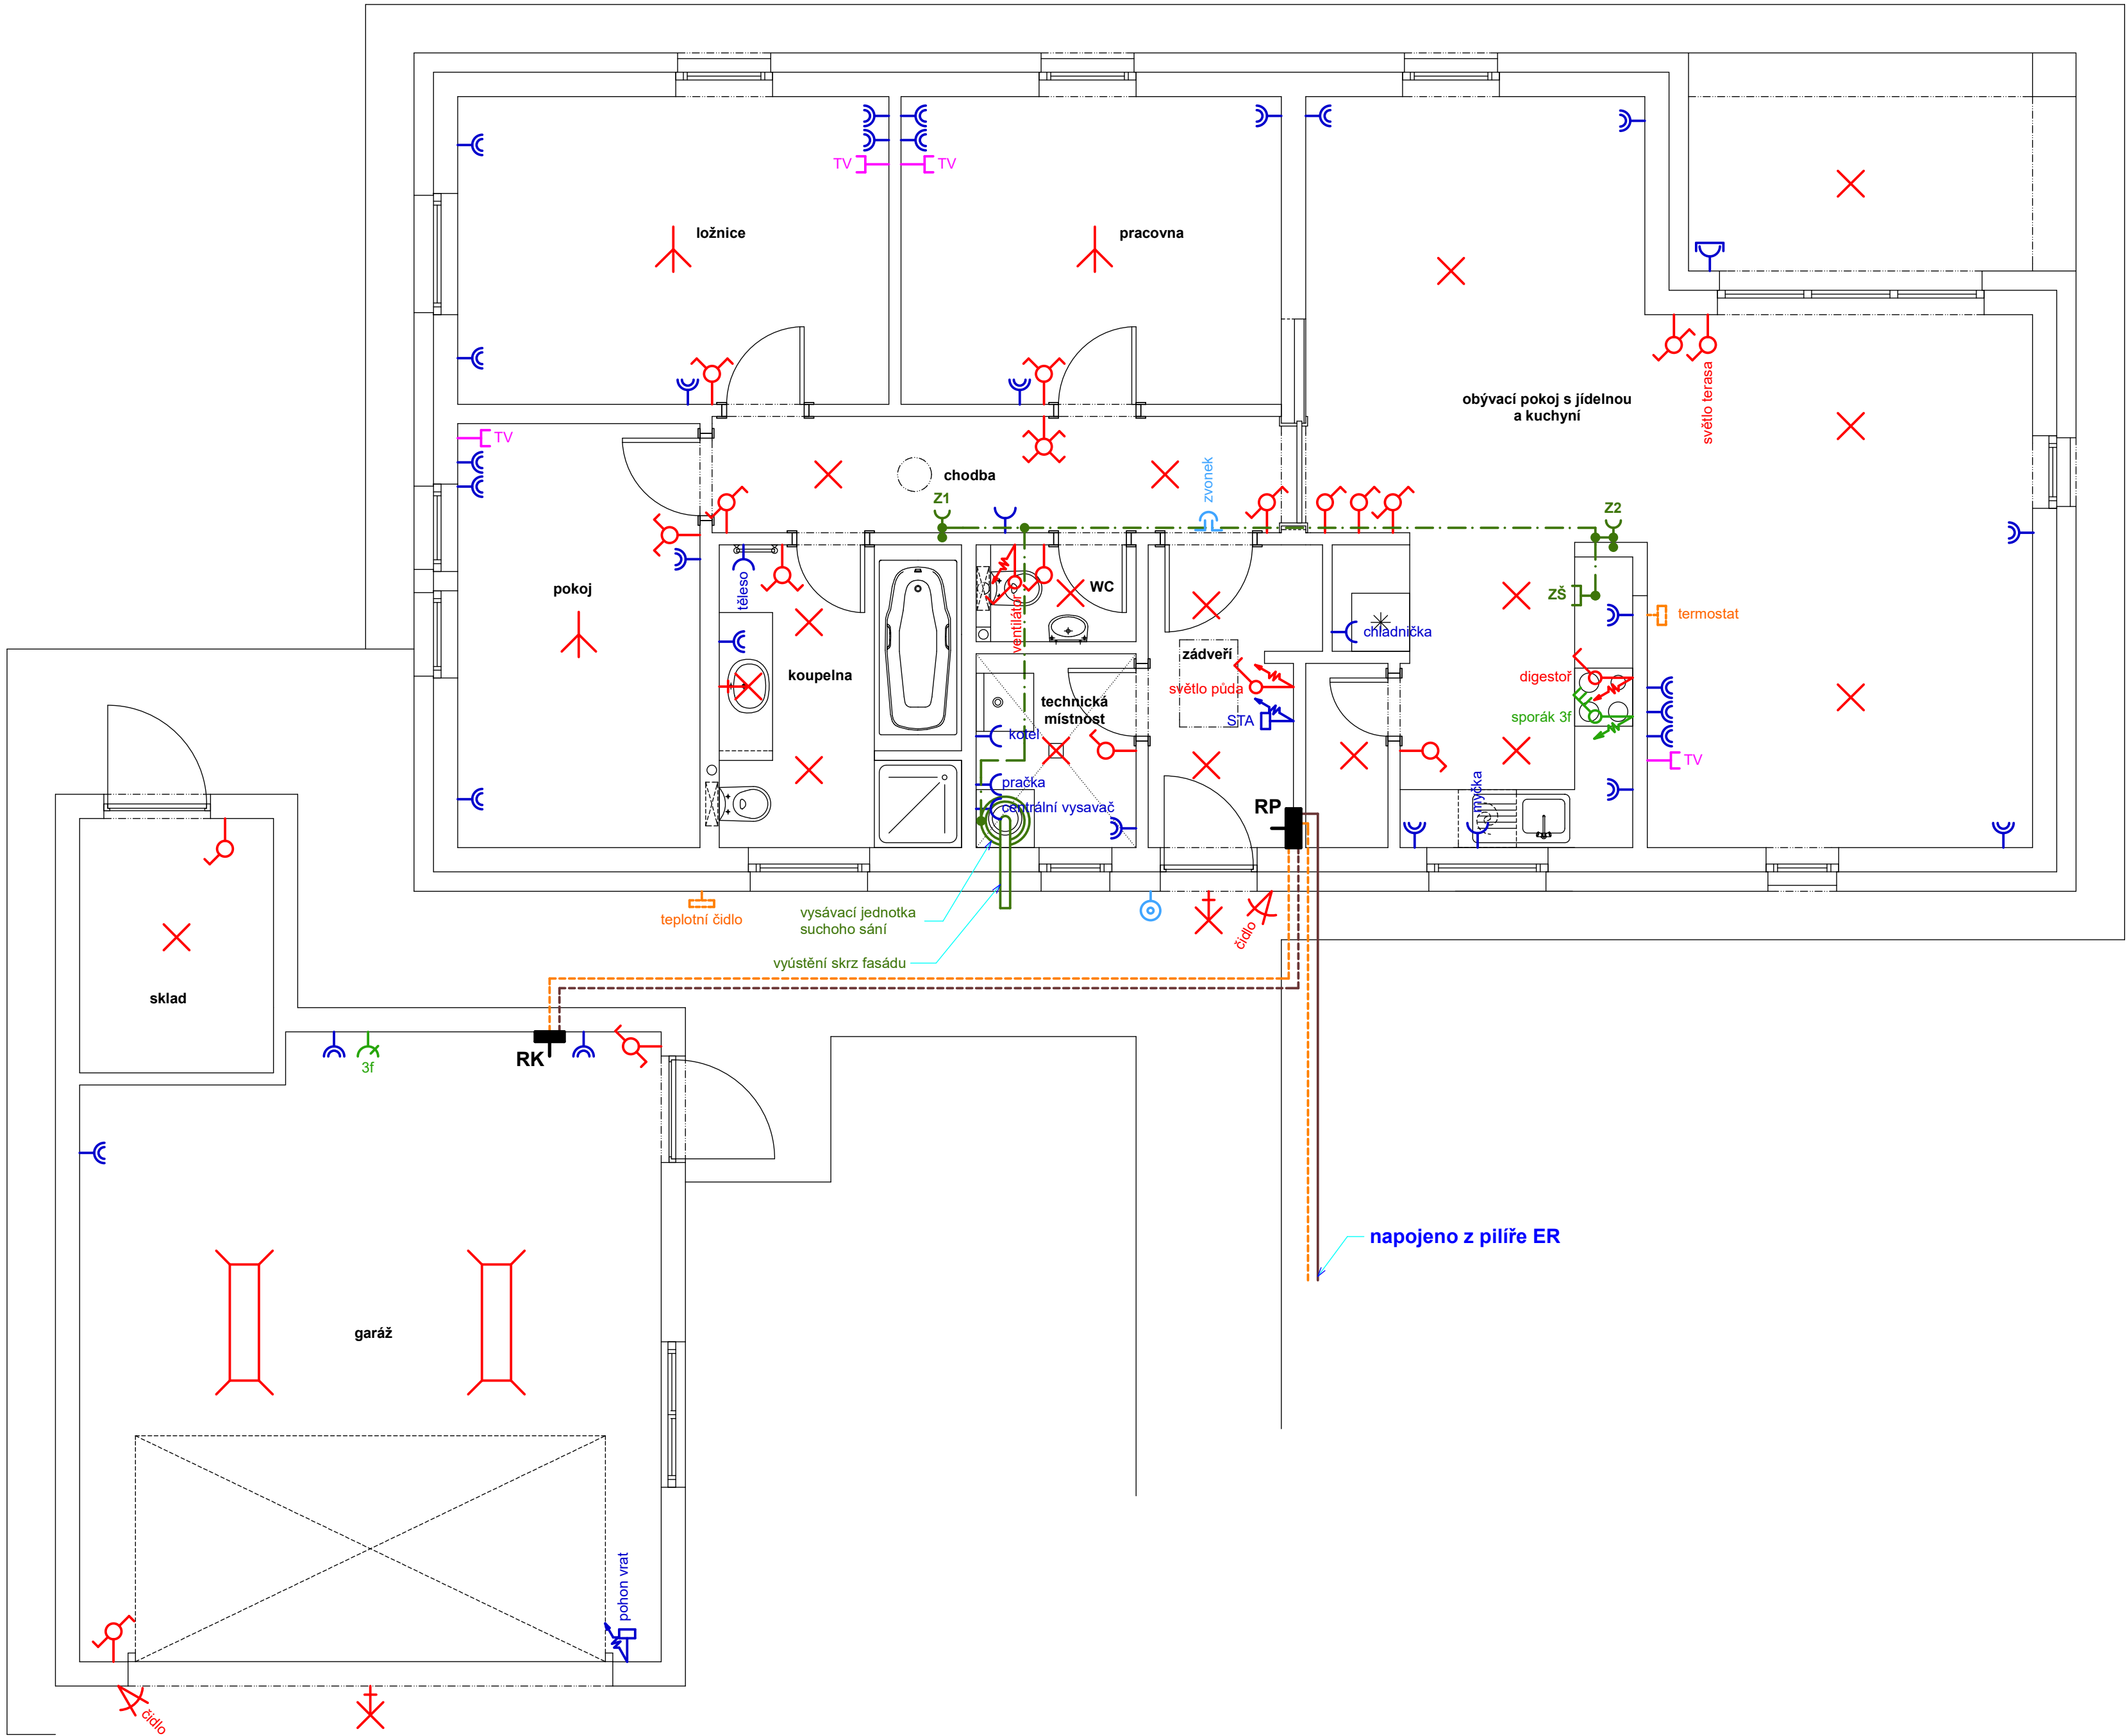 TV
TV
ložnice
pracovna
světlo terasa
obývací pokoj s jídelnou
a kuchyní
TV
chodba
zvonek
Z1
Z2
pokoj
těleso
WC
ventilátor
ZŠ
termostat
chladnička
koupelna
zádveří
světlo půda
technická
místnost
STA
digestoř
sporák 3f
kotel
TV
pračka
myčka
centrální vysavač
RP
teplotní čidlo
vysávací jednotka
suchoho sání
čidlo
vyústění skrz fasádu
sklad
RK
3f
napojeno z pilíře ER
garáž
pohon vrat
čidlo